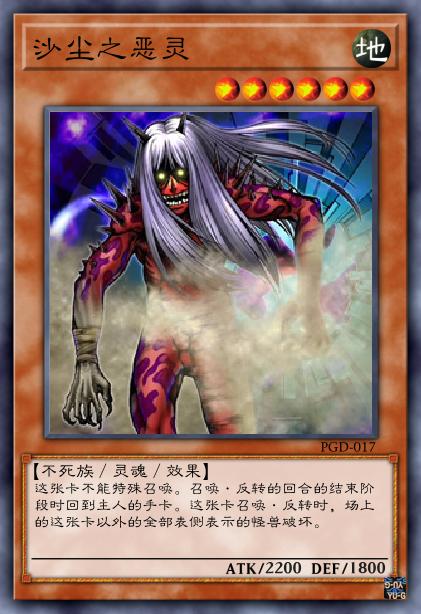 沙尘之恶灵
地
PGD-017
【不死族／灵魂／效果】
这张卡不能特殊召唤。召唤·反转的回合的结束阶
段时回到主人的手卡。这张卡召唤·反转时，场上
的这张卡以外的全部表侧表示的怪兽破坏。
ATK/2200 DEF/1800